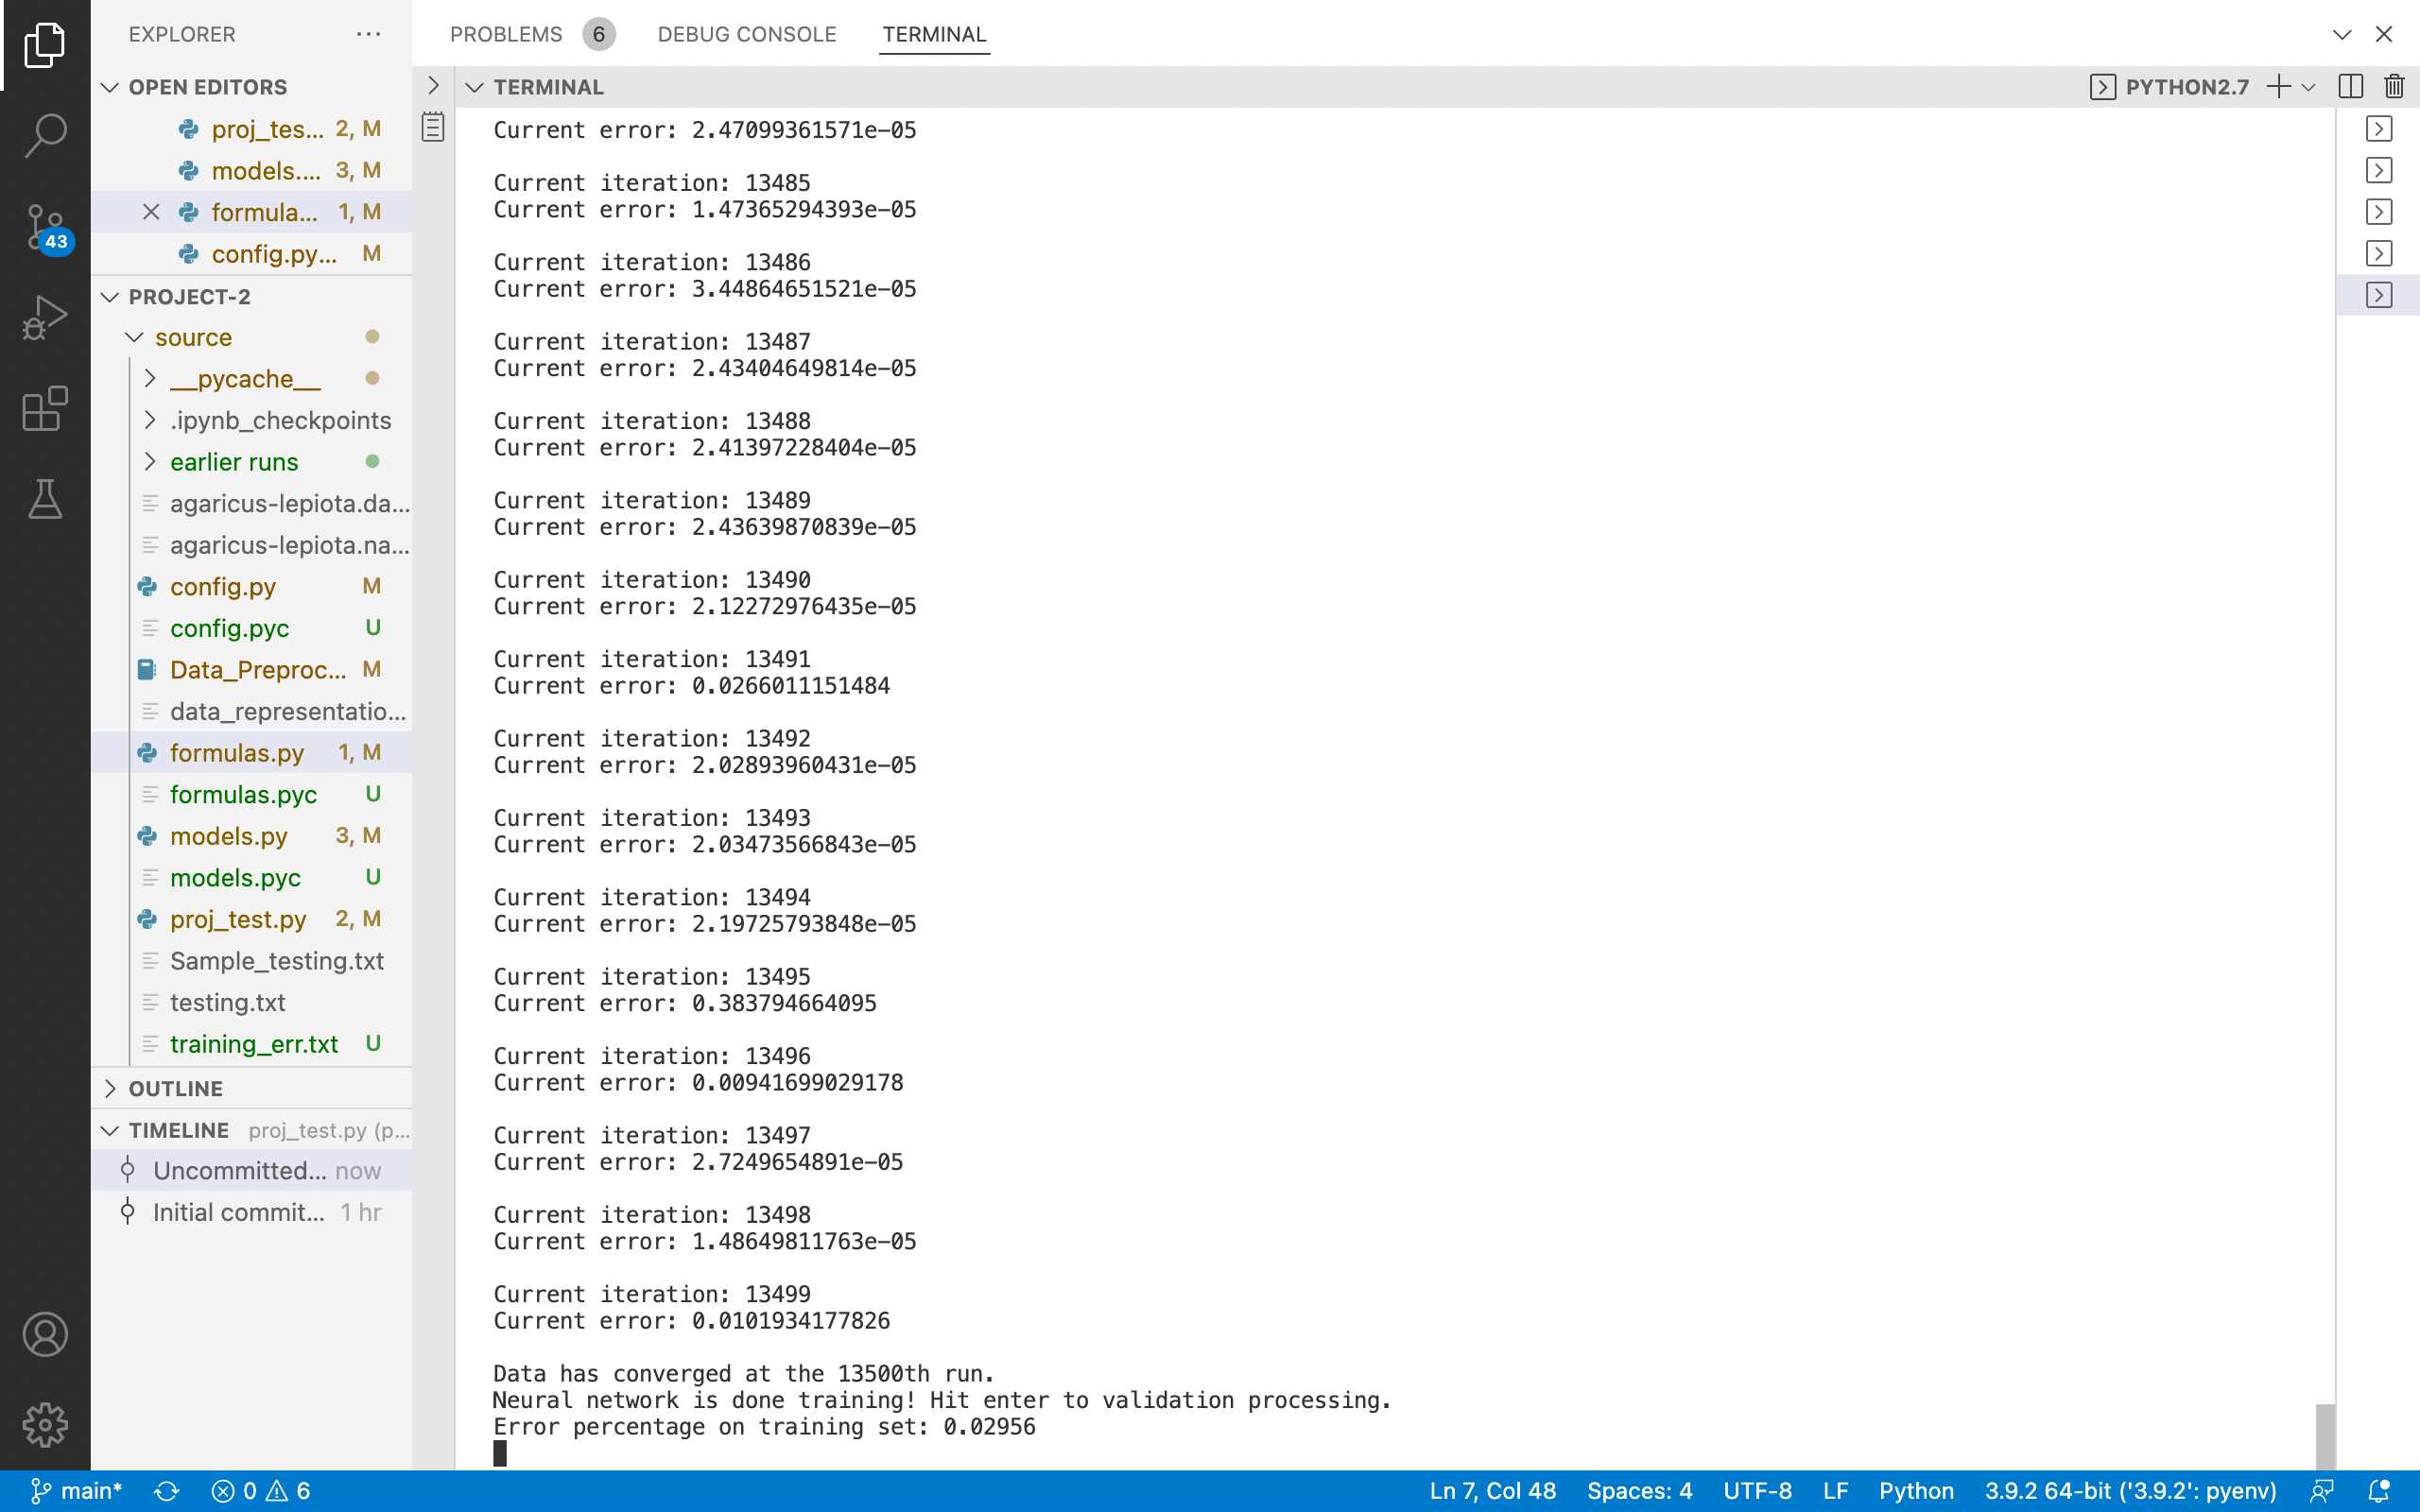 EXPLORER
OPEN EDITORS
proj_tes... 2, M
models.... 3, M
formula... 1, M
config.py... M
PROJECT-2
source
__pycache__
.ipynb_checkpoints
earlier runs
agaricus-lepiota.da...
agaricus-lepiota.na...
config.py M
config.pyc U
Data_Preproc... M
data_representatio...
formulas.py 1, M
formulas.pyc U
models.py 3, M
models.pyc U
proj_test.py 2, M
Sample_testing.txt
testing.txt
training_err.txt U
OUTLINE
TIMELINE proj_test.py (p...
Uncommitted... now
Initial commit... 1 hr
43
PROBLEMS 6 DEBUG CONSOLE TERMINAL
TERMINAL PYTHON2.7
Current error: 2.47099361571e-05
Current iteration: 13485
Current error: 1.47365294393e-05
Current iteration: 13486
Current error: 3.44864651521e-05
Current iteration: 13487
Current error: 2.43404649814e-05
Current iteration: 13488
Current error: 2.41397228404e-05
Current iteration: 13489
Current error: 2.43639870839e-05
Current iteration: 13490
Current error: 2.12272976435e-05
Current iteration: 13491
Current error: 0.0266011151484
Current iteration: 13492
Current error: 2.02893960431e-05
Current iteration: 13493
Current error: 2.03473566843e-05
Current iteration: 13494
Current error: 2.19725793848e-05
Current iteration: 13495
Current error: 0.383794664095
Current iteration: 13496
Current error: 0.00941699029178
Current iteration: 13497
Current error: 2.7249654891e-05
Current iteration: 13498
Current error: 1.48649811763e-05
Current iteration: 13499
Current error: 0.0101934177826
Data has converged at the 13500th run.
Neural network is done training! Hit enter to validation processing.
Error percentage on training set: 0.02956
main* 0 6 Ln 7, Col 48 Spaces: 4 UTF-8 LF Python 3.9.2 64-bit ('3.9.2': pyenv)